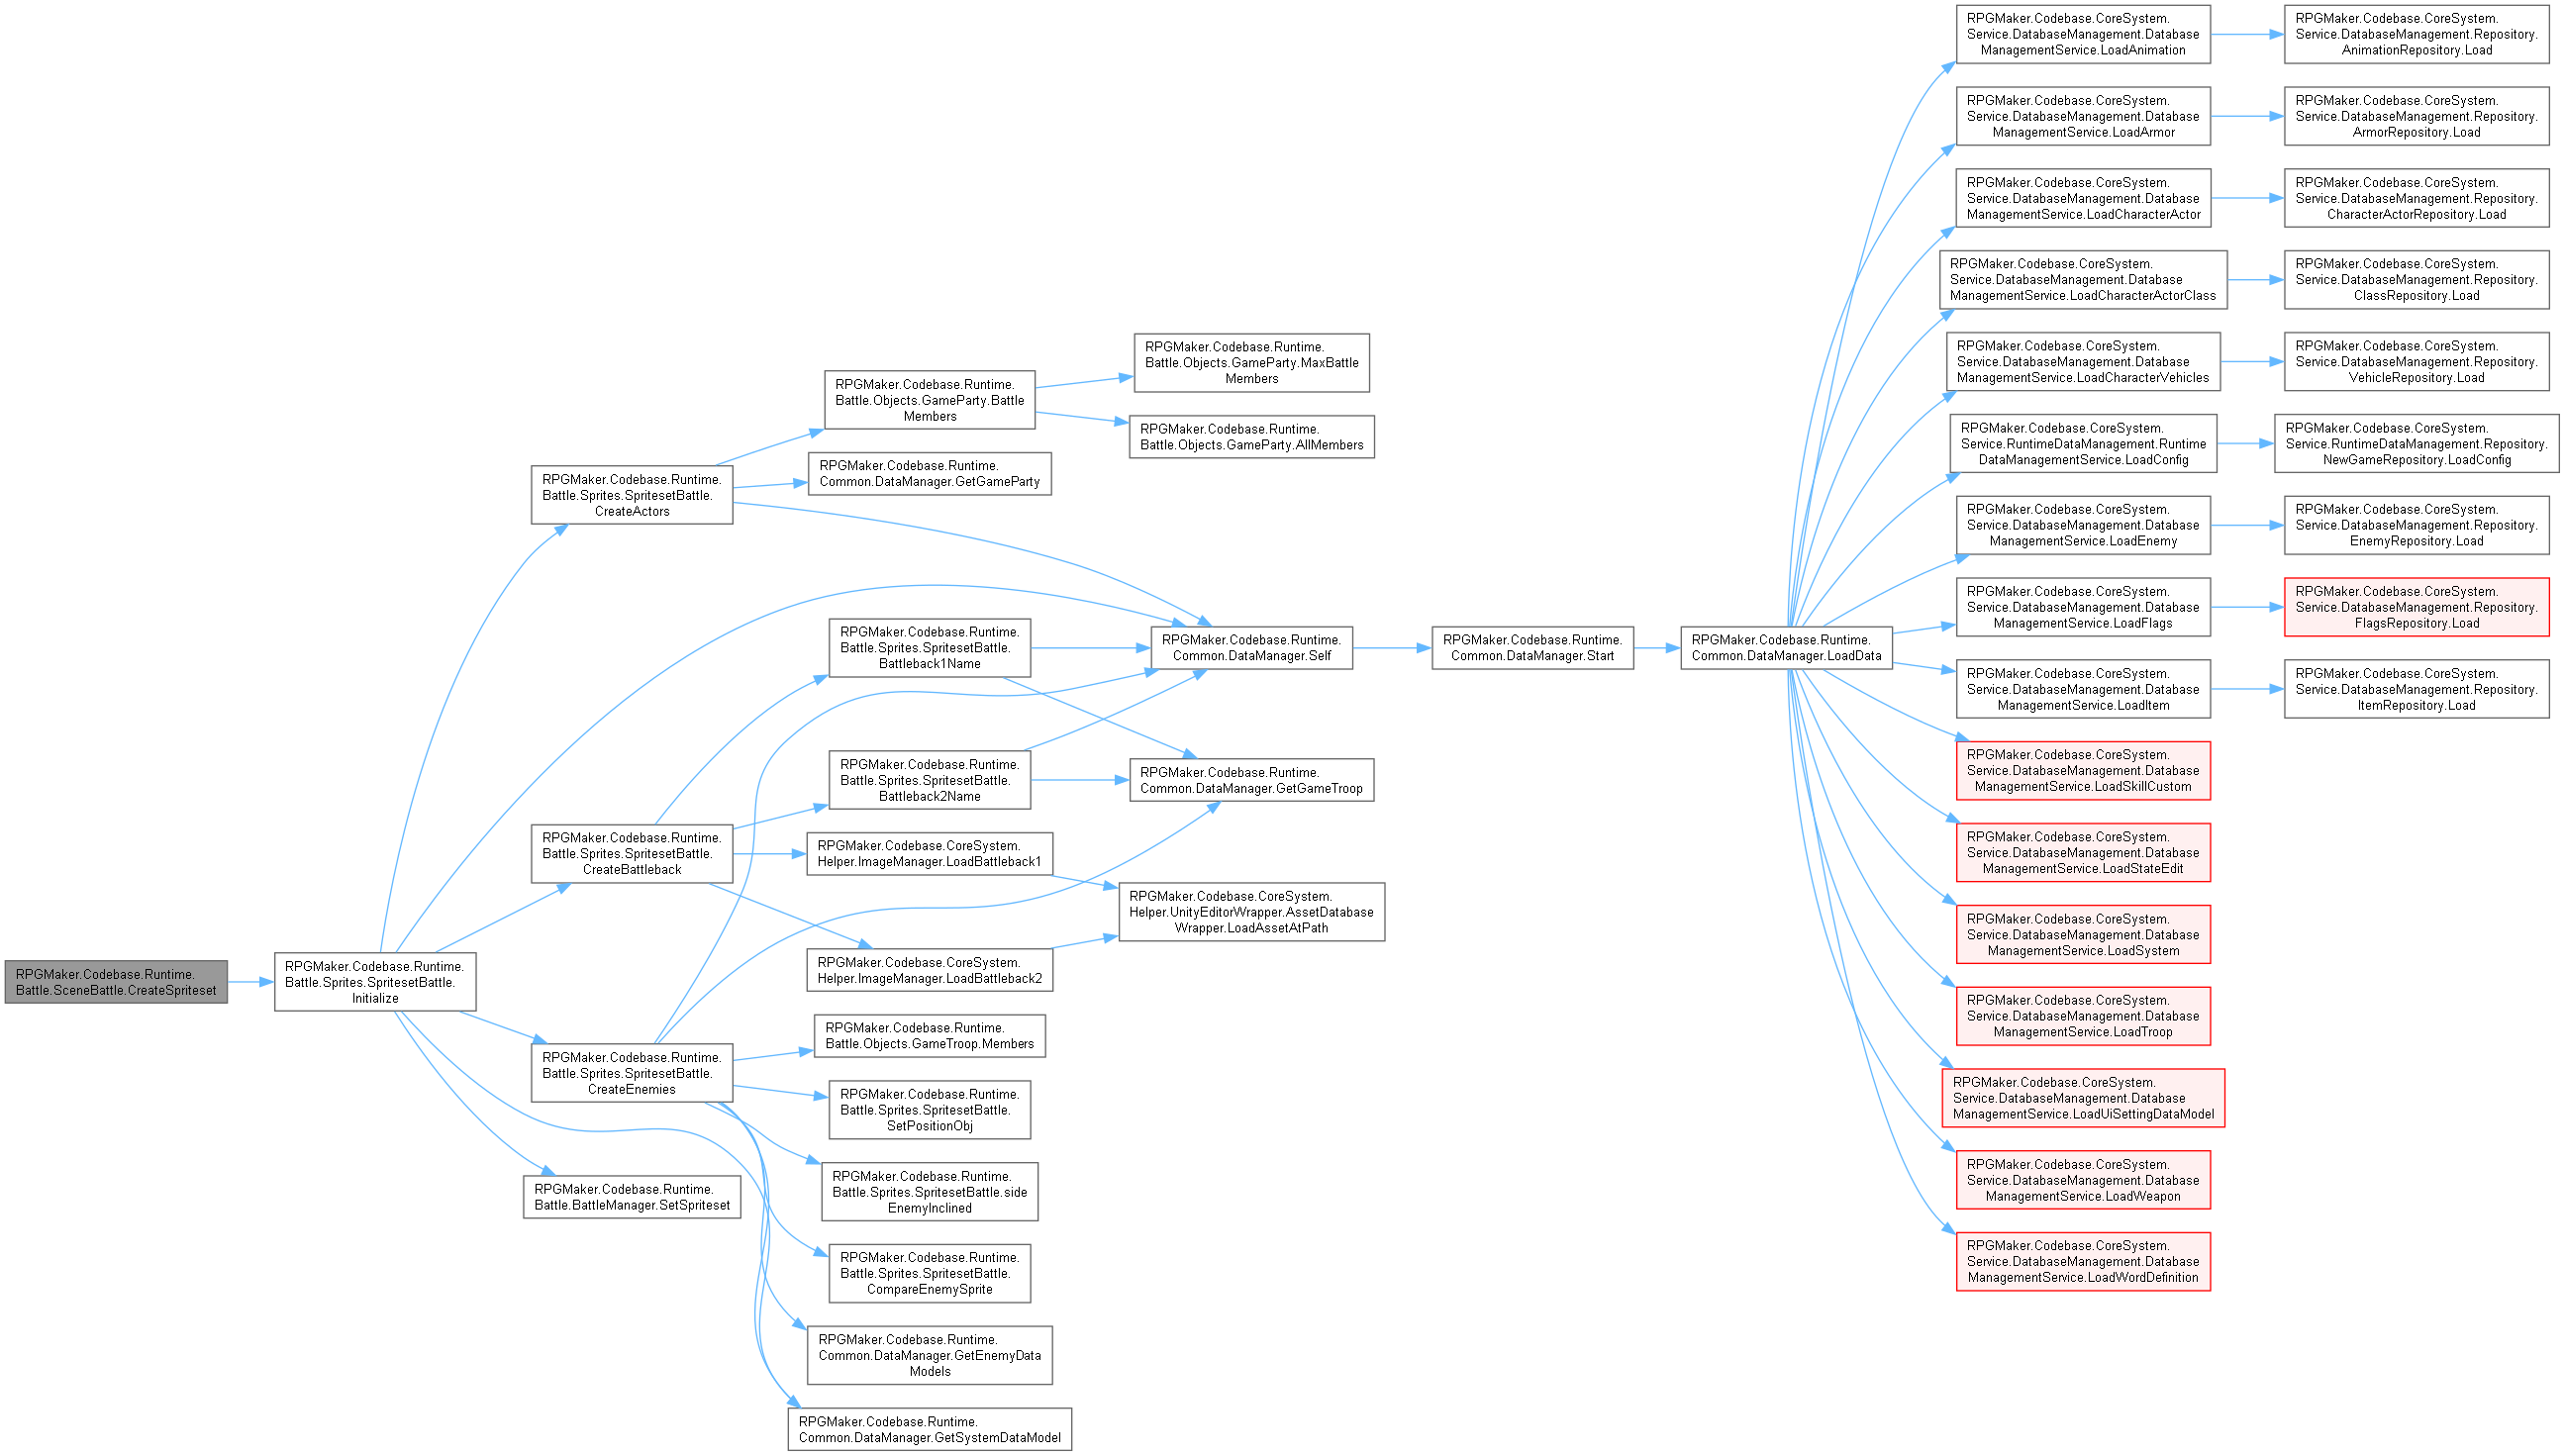 RPGMaker.Codebase.Runtime.
Battle.SceneBattle.CreateSpriteset
RPGMaker.Codebase.Runtime.
Battle.Sprites.SpritesetBattle.
Initialize
RPGMaker.Codebase.Runtime.
Battle.Sprites.SpritesetBattle.
CreateActors
RPGMaker.Codebase.Runtime.
Battle.Sprites.SpritesetBattle.
CreateBattleback
RPGMaker.Codebase.Runtime.
Battle.Sprites.SpritesetBattle.
CreateEnemies
RPGMaker.Codebase.Runtime.
Battle.BattleManager.SetSpriteset
RPGMaker.Codebase.Runtime.
Battle.Objects.GameParty.Battle
Members
RPGMaker.Codebase.Runtime.
Common.DataManager.GetGameParty
RPGMaker.Codebase.Runtime.
Battle.Sprites.SpritesetBattle.
Battleback1Name
RPGMaker.Codebase.Runtime.
Battle.Sprites.SpritesetBattle.
Battleback2Name
RPGMaker.Codebase.CoreSystem.
Helper.ImageManager.LoadBattleback1
RPGMaker.Codebase.CoreSystem.
Helper.ImageManager.LoadBattleback2
RPGMaker.Codebase.Runtime.
Battle.Objects.GameTroop.Members
RPGMaker.Codebase.Runtime.
Battle.Sprites.SpritesetBattle.
SetPositionObj
RPGMaker.Codebase.Runtime.
Battle.Sprites.SpritesetBattle.side
EnemyInclined
RPGMaker.Codebase.Runtime.
Battle.Sprites.SpritesetBattle.
CompareEnemySprite
RPGMaker.Codebase.Runtime.
Common.DataManager.GetEnemyData
Models
RPGMaker.Codebase.Runtime.
Common.DataManager.GetSystemDataModel
RPGMaker.Codebase.Runtime.
Battle.Objects.GameParty.MaxBattle
Members
RPGMaker.Codebase.Runtime.
Battle.Objects.GameParty.AllMembers
RPGMaker.Codebase.Runtime.
Common.DataManager.Self
RPGMaker.Codebase.Runtime.
Common.DataManager.GetGameTroop
RPGMaker.Codebase.CoreSystem.
Helper.UnityEditorWrapper.AssetDatabase
Wrapper.LoadAssetAtPath
RPGMaker.Codebase.Runtime.
Common.DataManager.Start
RPGMaker.Codebase.Runtime.
Common.DataManager.LoadData
RPGMaker.Codebase.CoreSystem.
Service.DatabaseManagement.Database
ManagementService.LoadAnimation
RPGMaker.Codebase.CoreSystem.
Service.DatabaseManagement.Repository.
AnimationRepository.Load
RPGMaker.Codebase.CoreSystem.
Service.DatabaseManagement.Database
ManagementService.LoadArmor
RPGMaker.Codebase.CoreSystem.
Service.DatabaseManagement.Repository.
ArmorRepository.Load
RPGMaker.Codebase.CoreSystem.
Service.DatabaseManagement.Database
ManagementService.LoadCharacterActor
RPGMaker.Codebase.CoreSystem.
Service.DatabaseManagement.Repository.
CharacterActorRepository.Load
RPGMaker.Codebase.CoreSystem.
Service.DatabaseManagement.Database
ManagementService.LoadCharacterActorClass
RPGMaker.Codebase.CoreSystem.
Service.DatabaseManagement.Repository.
ClassRepository.Load
RPGMaker.Codebase.CoreSystem.
Service.DatabaseManagement.Database
ManagementService.LoadCharacterVehicles
RPGMaker.Codebase.CoreSystem.
Service.DatabaseManagement.Repository.
VehicleRepository.Load
RPGMaker.Codebase.CoreSystem.
Service.RuntimeDataManagement.Runtime
DataManagementService.LoadConfig
RPGMaker.Codebase.CoreSystem.
Service.RuntimeDataManagement.Repository.
NewGameRepository.LoadConfig
RPGMaker.Codebase.CoreSystem.
Service.DatabaseManagement.Database
ManagementService.LoadEnemy
RPGMaker.Codebase.CoreSystem.
Service.DatabaseManagement.Repository.
EnemyRepository.Load
RPGMaker.Codebase.CoreSystem.
Service.DatabaseManagement.Database
ManagementService.LoadFlags
RPGMaker.Codebase.CoreSystem.
Service.DatabaseManagement.Repository.
FlagsRepository.Load
RPGMaker.Codebase.CoreSystem.
Service.DatabaseManagement.Database
ManagementService.LoadItem
RPGMaker.Codebase.CoreSystem.
Service.DatabaseManagement.Repository.
ItemRepository.Load
RPGMaker.Codebase.CoreSystem.
Service.DatabaseManagement.Database
ManagementService.LoadSkillCustom
RPGMaker.Codebase.CoreSystem.
Service.DatabaseManagement.Database
ManagementService.LoadStateEdit
RPGMaker.Codebase.CoreSystem.
Service.DatabaseManagement.Database
ManagementService.LoadSystem
RPGMaker.Codebase.CoreSystem.
Service.DatabaseManagement.Database
ManagementService.LoadTroop
RPGMaker.Codebase.CoreSystem.
Service.DatabaseManagement.Database
ManagementService.LoadUiSettingDataModel
RPGMaker.Codebase.CoreSystem.
Service.DatabaseManagement.Database
ManagementService.LoadWeapon
RPGMaker.Codebase.CoreSystem.
Service.DatabaseManagement.Database
ManagementService.LoadWordDefinition